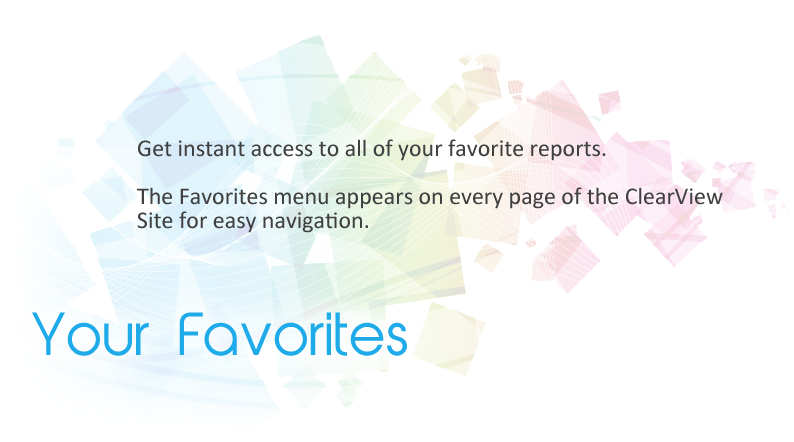 Get instant access to all of your favorite reports.
The Favorites menu appears on every page of the ClearView
Site for easy navigation.
Your Favorites